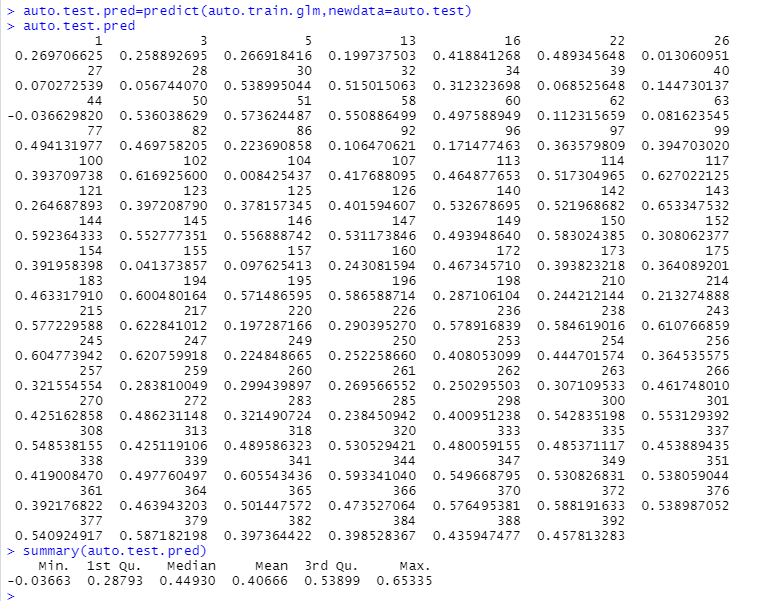 > auto.test.pred=predict(auto.train.glm,newdata=auto.test)
> auto.test.pred
1 3 5 13 16 22 26
0.269706625 0.258892695 0.266918416 0.199737503 0.418841268 0.489345648 0.013060951
27 28 30 32 34 39 40
0.070272539 0.056744070 0.538995044 0.515015063 0.312323698 0.068525648 0.144730137
44 50 51 58 60 62 63
-0.036629820 0.536038629 0.573624487 0.550886499 0.497588949 0.112315659 0.081623545
77 82 86 92 96 97 99
0.494131977 0.469758205 0.223690858 0.106470621 0.171477463 0.363579809 0.394703020
100 102 104 107 113 114 117
0.393709738 0.616925600 0.008425437 0.417688095 0.464877653 0.517304965 0.627022125
121 123 125 126 140 142 143
0.264687893 0.397208790 0.378157345 0.401594607 0.532678695 0.521968682 0.653347532
144 145 146 147 149 150 152
0.592364333 0.552777351 0.556888742 0.531173846 0.493948640 0.583024385 0.308062377
154 155 157 160 172 173 175
0.391958398 0.041373857 0.097625413 0.243081594 0.467345710 0.393823218 0.364089201
183 194 195 196 198 210 214
0.463317910 0.600480164 0.571486595 0.586588714 0.287106104 0.244212144 0.213274888
215 217 220 226 236 238 243
0.577229588 0.622841012 0.197287166 0.290395270 0.578916839 0.584619016 0.610766859
245 247 249 250 253 254 256
0.604773942 0.620759918 0.224848665 0.252258660 0.408053099 0.444701574 0.364535575
257 259 260 261 262 263 266
0.321554554 0.283810049 0.299439897 0.269566552 0.250295503 0.307109533 0.461748010
270 272 283 285 298 300 301
0.425162858 0.486231148 0.321490724 0.238450942 0.400951238 0.542835198 0.553129392
308 313 318 320 333 335 337
0.548538155 0.425119106 0.489586323 0.530529421 0.480059155 0.485371117 0.453889435
338 339 341 344 347 349 351
0.419008470 0.497760497 0.605543436 0.593341040 0.549668795 0.530826831 0.538059044
361 364 365 366 370 372 376
0.392176822 0.463943203 0.501447572 0.473527064 0.576495381 0.588191633 0.538987052
377 379 382 384 388 392
0.540924917 0.587182198 0.397364422 0.398528367 0.435947477 0.457813283
> summary(auto.test.pred)
Min. 1st Qu. Median Mean 3rd Qu. Max.
-0.03663 0.28793 0.44930 0.40666 0.53899 0.65335
>